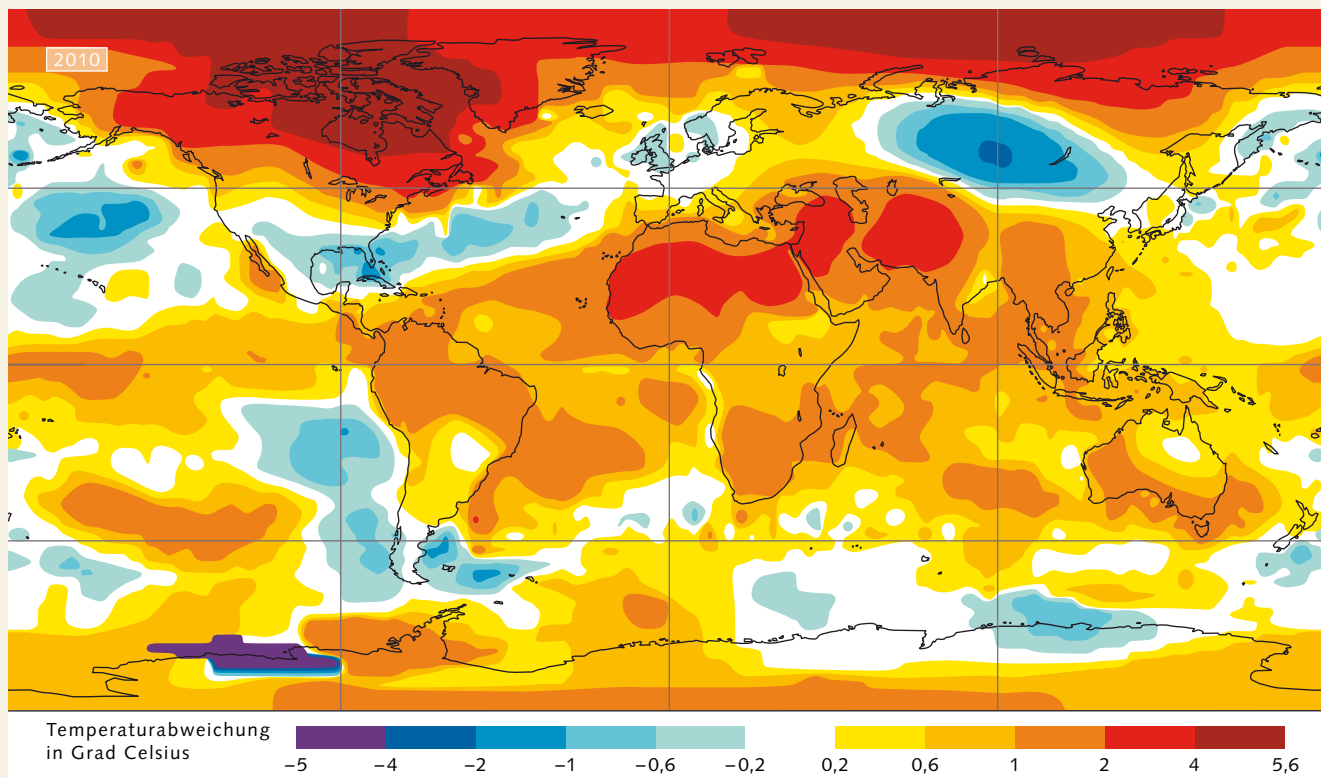 2010
Temperaturabweichung
in Grad Celsius
–5 –4 –2 –1 –0,6 –0,2 0,2 0,6 1 2 4 5,6